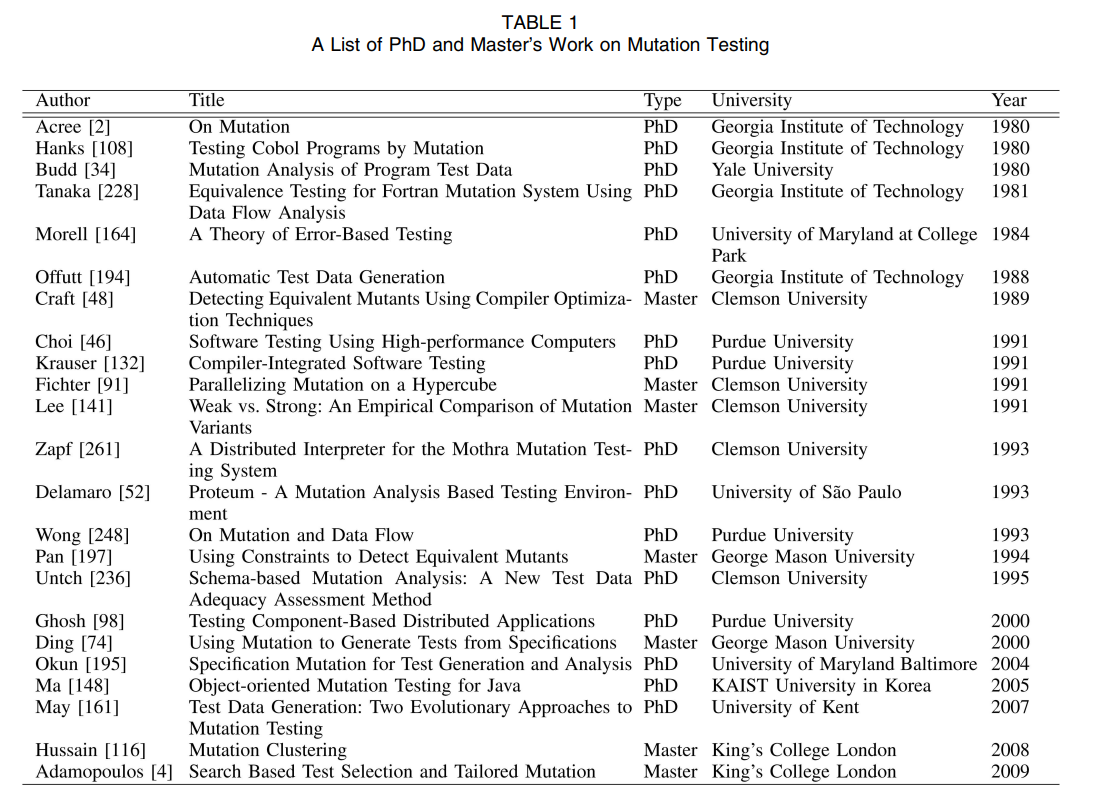 TABLE 1
A List of PhD and Master's Work on Mutation Testing
Author Title Type University Year
Acree [2] On Mutation PhD Georgia Institute of Technology 1980
Hanks [108] Testing Cobol Programs by Mutation PhD Georgia Institute of Technology 1980
Budd [34] Mutation Analysis of Program Test Data PhD Yale University 1980
Tanaka [228] Equivalence Testing for Fortran Mutation System Using PhD Georgia Institute of Technology 1981
Data Flow Analysis
Morell [164] A Theory of Error-Based Testing PhD University of Maryland at College 1984
Park
Offutt [194] Automatic Test Data Generation PhD Georgia Institute of Technology 1988
Craft [48] Detecting Equivalent Mutants Using Compiler Optimiza- Master Clemson University 1989
tion Techniques
Choi [46] Software Testing Using High-performance Computers PhD Purdue University 1991
Krauser [132] Compiler-Integrated Software Testing PhD Purdue University 1991
Fichter [91] Parallelizing Mutation on a Hypercube Master Clemson University 1991
Lee [141] Weak vs. Strong: An Empirical Comparison of Mutation Master Clemson University 1991
Variants
Zapf [261] A Distributed Interpreter for the Mothra Mutation Test- PhD Clemson University 1993
ing System
Delamaro [52] Proteum - A Mutation Analysis Based Testing Environ- PhD University of São Paulo 1993
ment
Wong [248] On Mutation and Data Flow PhD Purdue University 1993
Pan [197] Using Constraints to Detect Equivalent Mutants Master George Mason University 1994
Untch [236] Schema-based Mutation Analysis: A New Test Data PhD Clemson University 1995
Adequacy Assessment Method
Ghosh [98] Testing Component-Based Distributed Applications PhD Purdue University 2000
Ding [74] Using Mutation to Generate Tests from Specifications Master George Mason University 2000
Okun [195] Specification Mutation for Test Generation and Analysis PhD University of Maryland Baltimore 2004
Ma [148] Object-oriented Mutation Testing for Java PhD KAIST University in Korea 2005
May [161] Test Data Generation: Two Evolutionary Approaches to PhD University of Kent 2007
Mutation Testing
Hussain [116] Mutation Clustering Master King's College London 2008
Adamopoulos [4] Search Based Test Selection and Tailored Mutation Master King's College London 2009